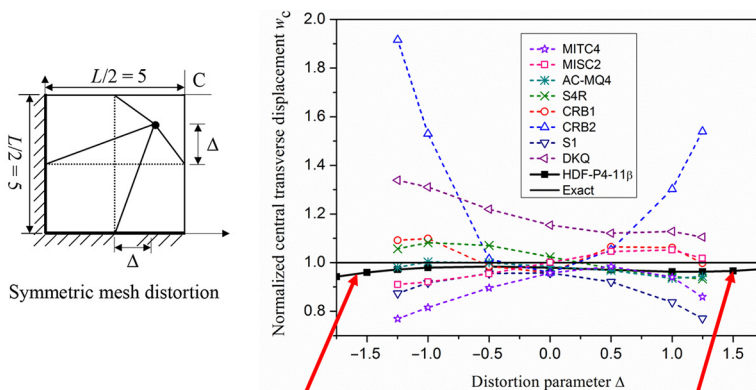 L/2 = 5
C
L/2 = 5
Δ
Δ
Symmetric mesh distortion
Normalized central transverse displacement wc
2.0
1.8
1.6
1.4
1.2
1.0
0.8
MITC4
MISC2
AC-MQ4
S4R
CRB1
CRB2
S1
DKQ
HDF-P4-11β
Exact
−1.5
−1.0
−0.5
0.0
0.5
1.0
1.5
Distortion parameter Δ